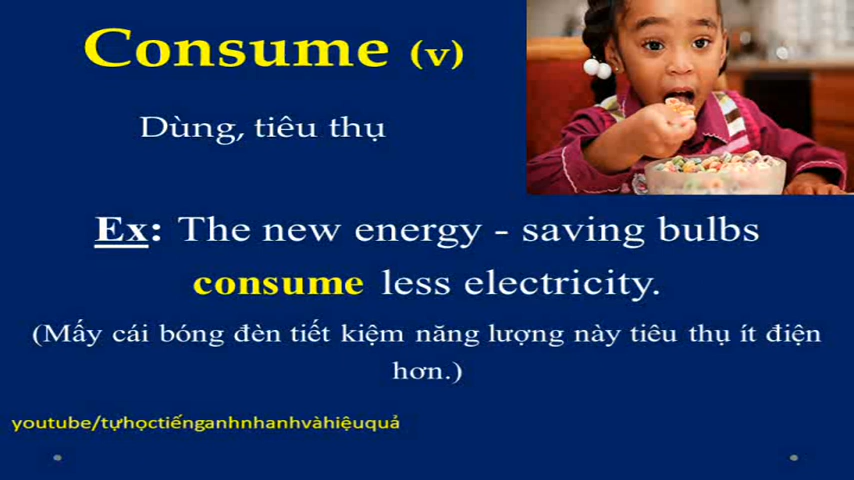 Consume (v)
Dùng, tiêu thụ
Ex: The new energy - saving bulbs
consume less electricity.
(Mấy cái bóng đèn tiết kiệm năng lượng này tiêu thụ ít điện
hơn.)
youtube/tựhọctiếnganhnhanhvàhiệuquả